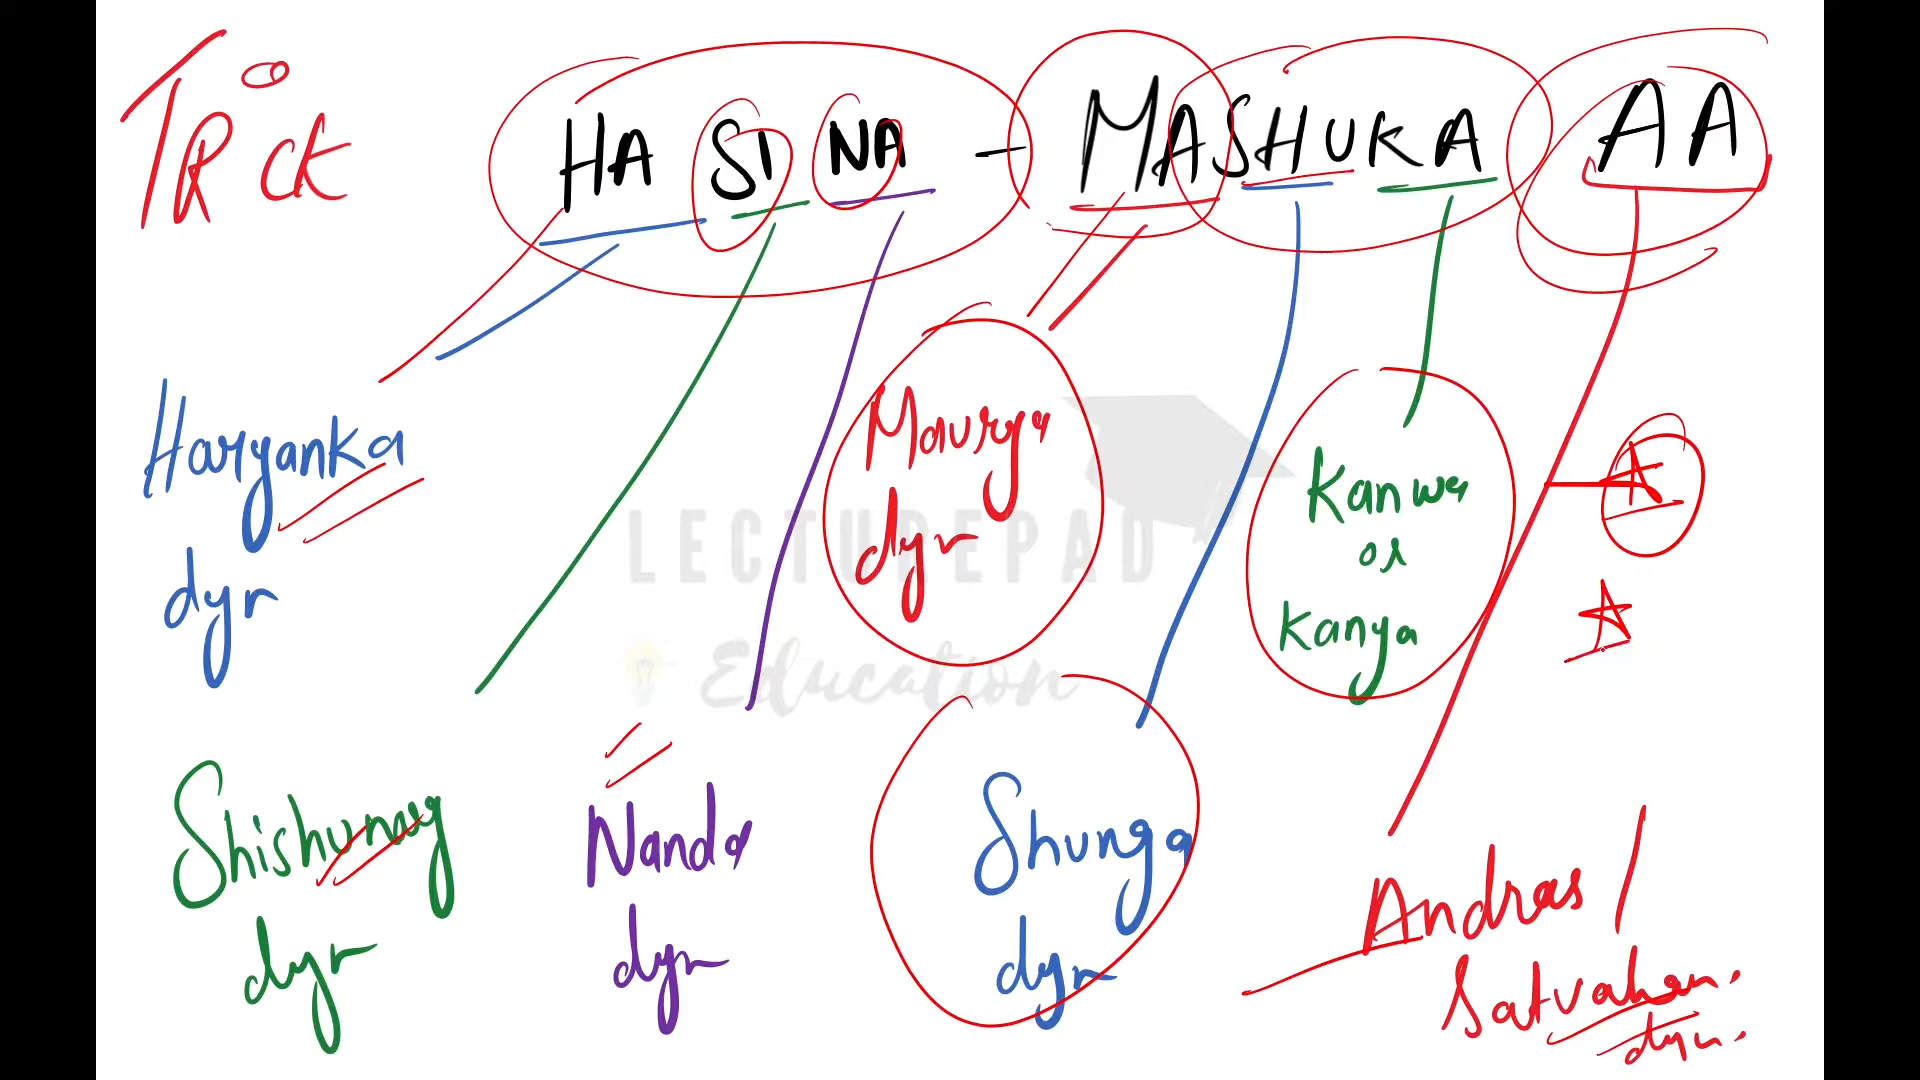 TRick
HA SI NA - MASHUKA AA
Haryanka
dyn
Maurya
dyn
Kanwa
or
Kanya
LECTUREPAD
Education
Shishunag
dyn
Nanda
dyn
Shunga
dyn
Andras /
Satvahan.
dyn.